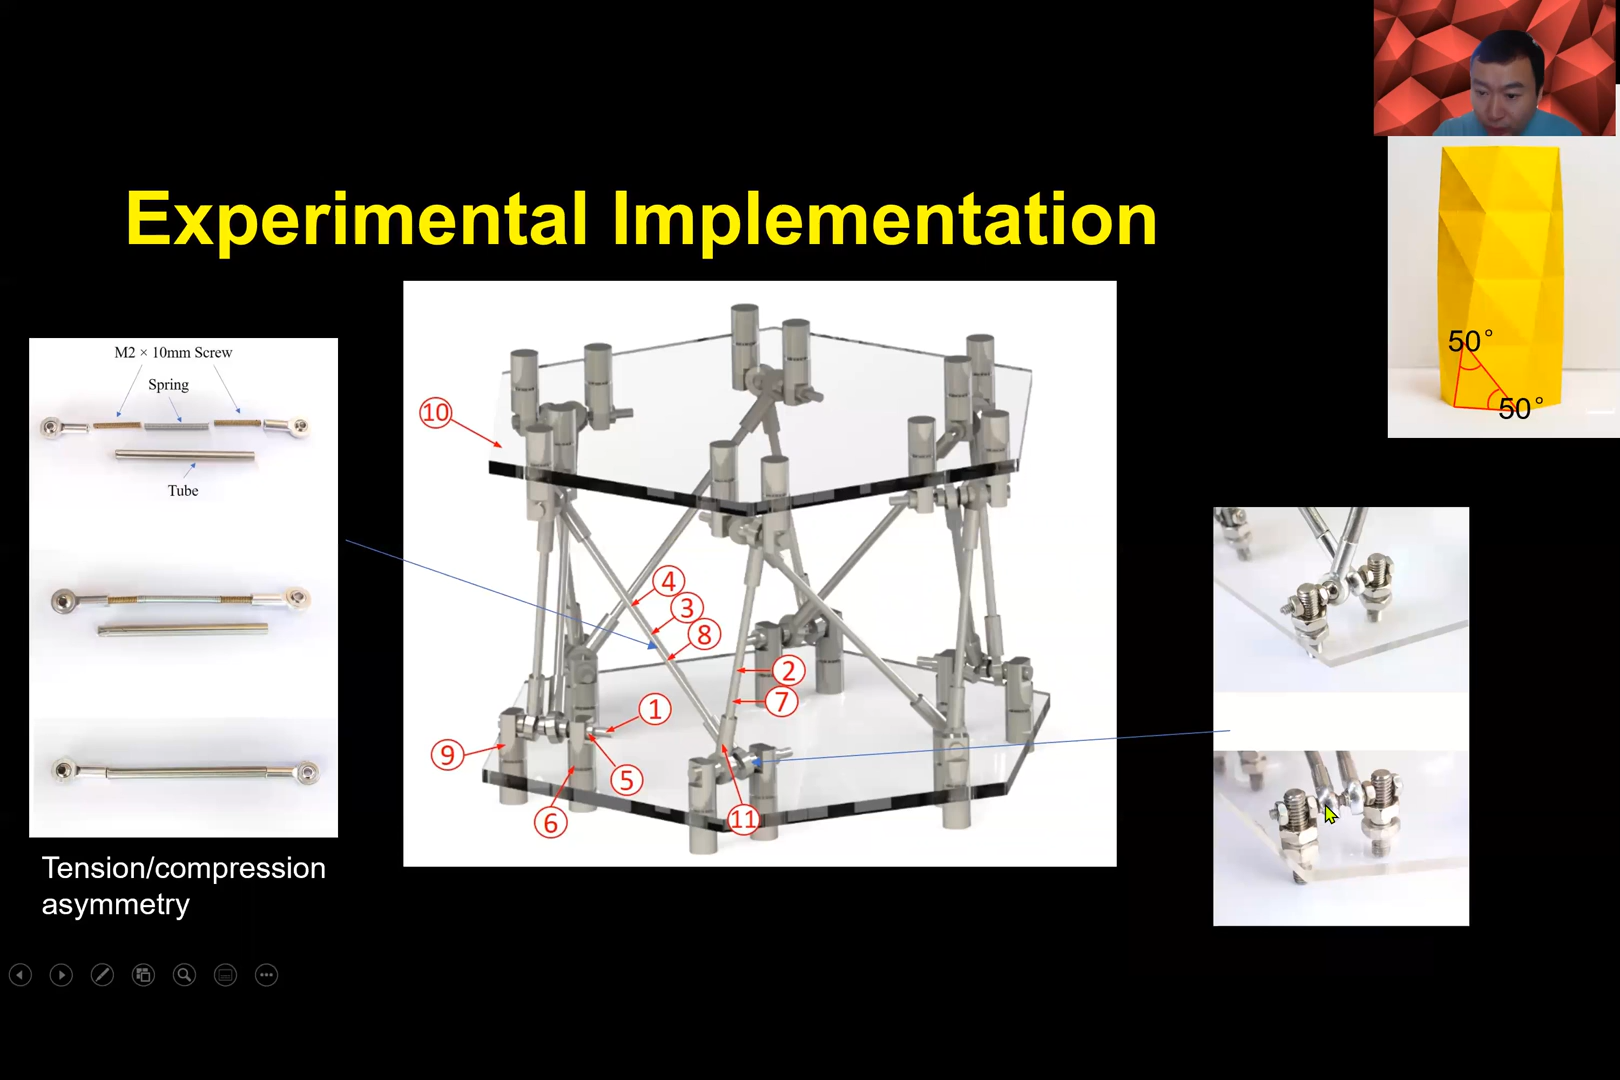 Experimental Implementation
M2 × 10mm Screw
Spring
Tube
Tension/compression
asymmetry
10
4
3
8
2
7
1
9
5
6
11
50°
50°